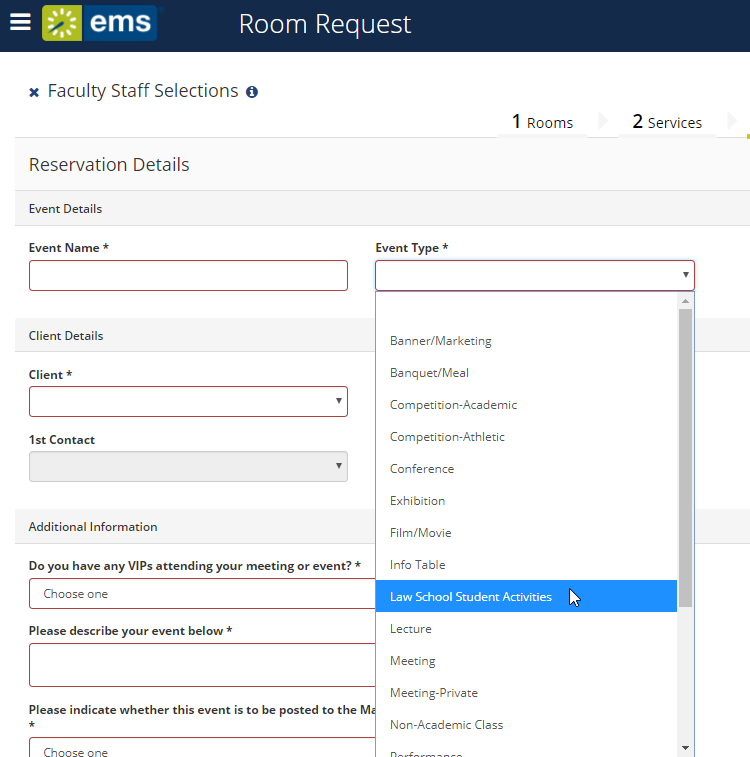 ems
Room Request
× Faculty Staff Selections
1 Rooms
2 Services
Reservation Details
Event Details
Event Name *
Event Type *
Banner/Marketing
Banquet/Meal
Competition-Academic
Competition-Athletic
Conference
Exhibition
Film/Movie
Info Table
Law School Student Activities
Lecture
Meeting
Meeting-Private
Non-Academic Class
Performance
Client Details
Client *
1st Contact
Additional Information
Do you have any VIPs attending your meeting or event? *
Choose one
Please describe your event below *
Please indicate whether this event is to be posted to the Ma
*
Choose one